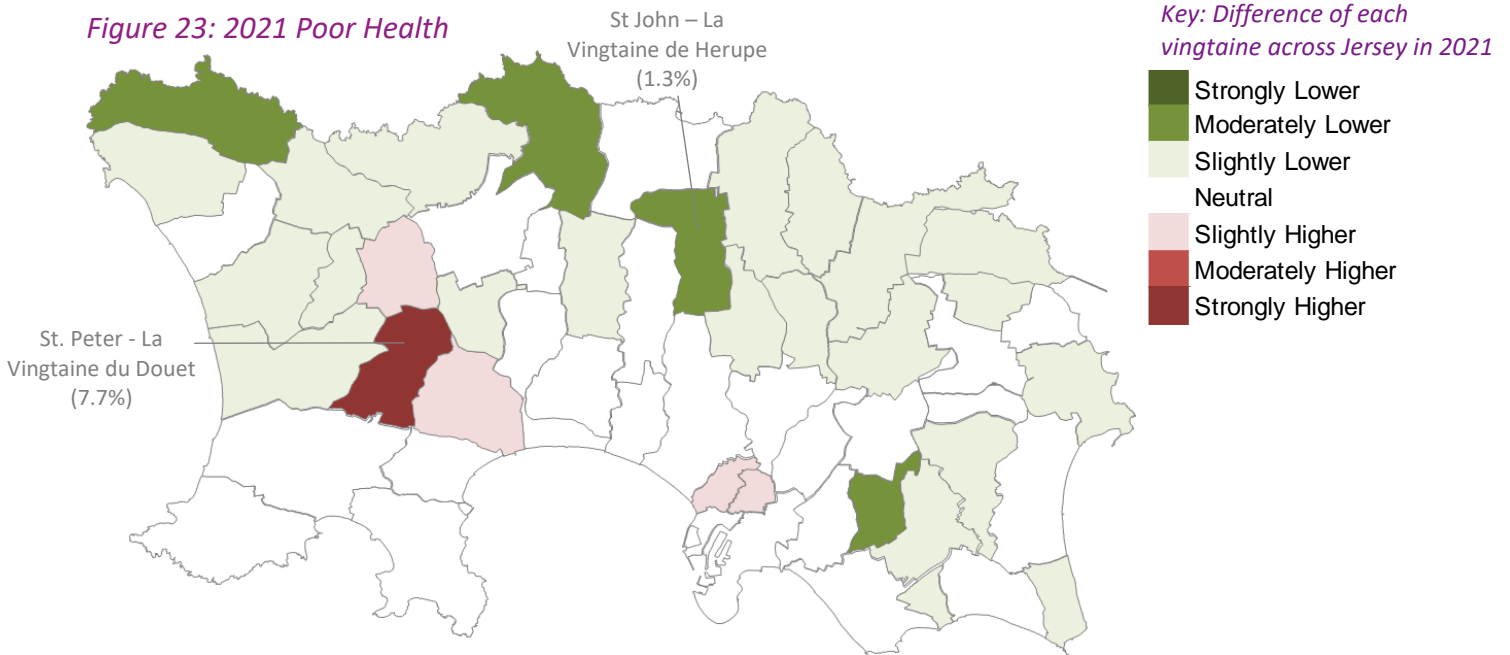 Figure 23: 2021 Poor Health
St John – La
Vingtaine de Herupe
(1.3%)
St. Peter - La
Vingtaine du Douet
(7.7%)
Key: Difference of each
vingtaine across Jersey in 2021
Strongly Lower
Moderately Lower
Slightly Lower
Neutral
Slightly Higher
Moderately Higher
Strongly Higher